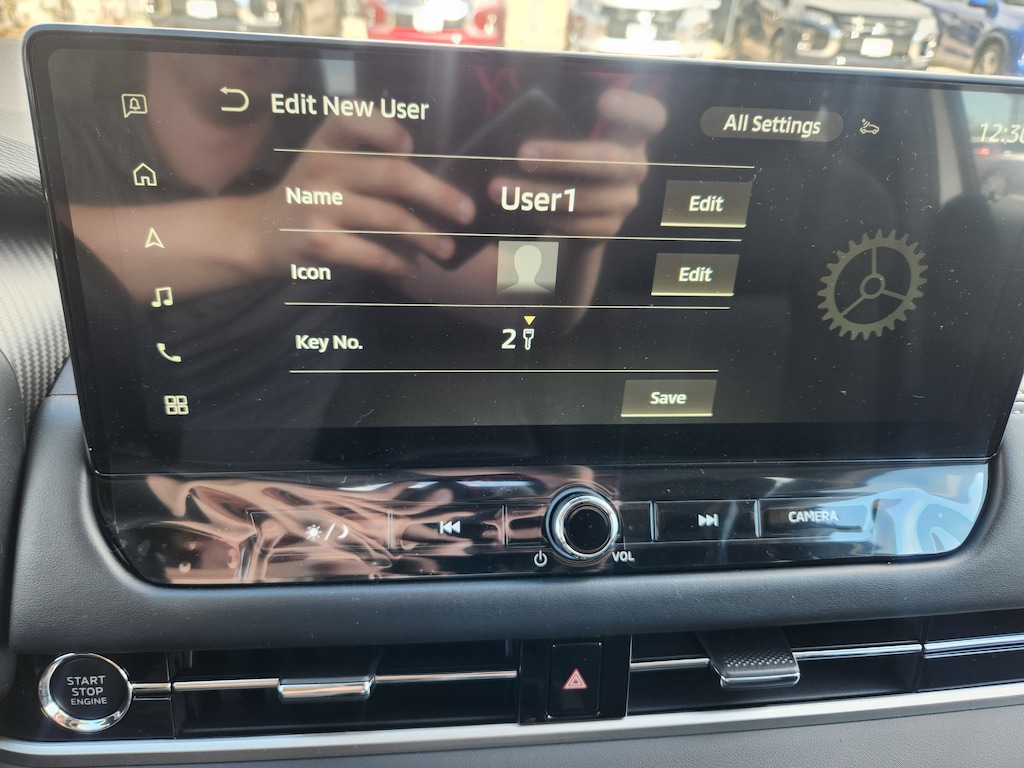 Edit New User
All Settings
12:30
Name
User1
Edit
Icon
Edit
Key No.
2
Save
CAMERA
VOL
START
STOP
ENGINE